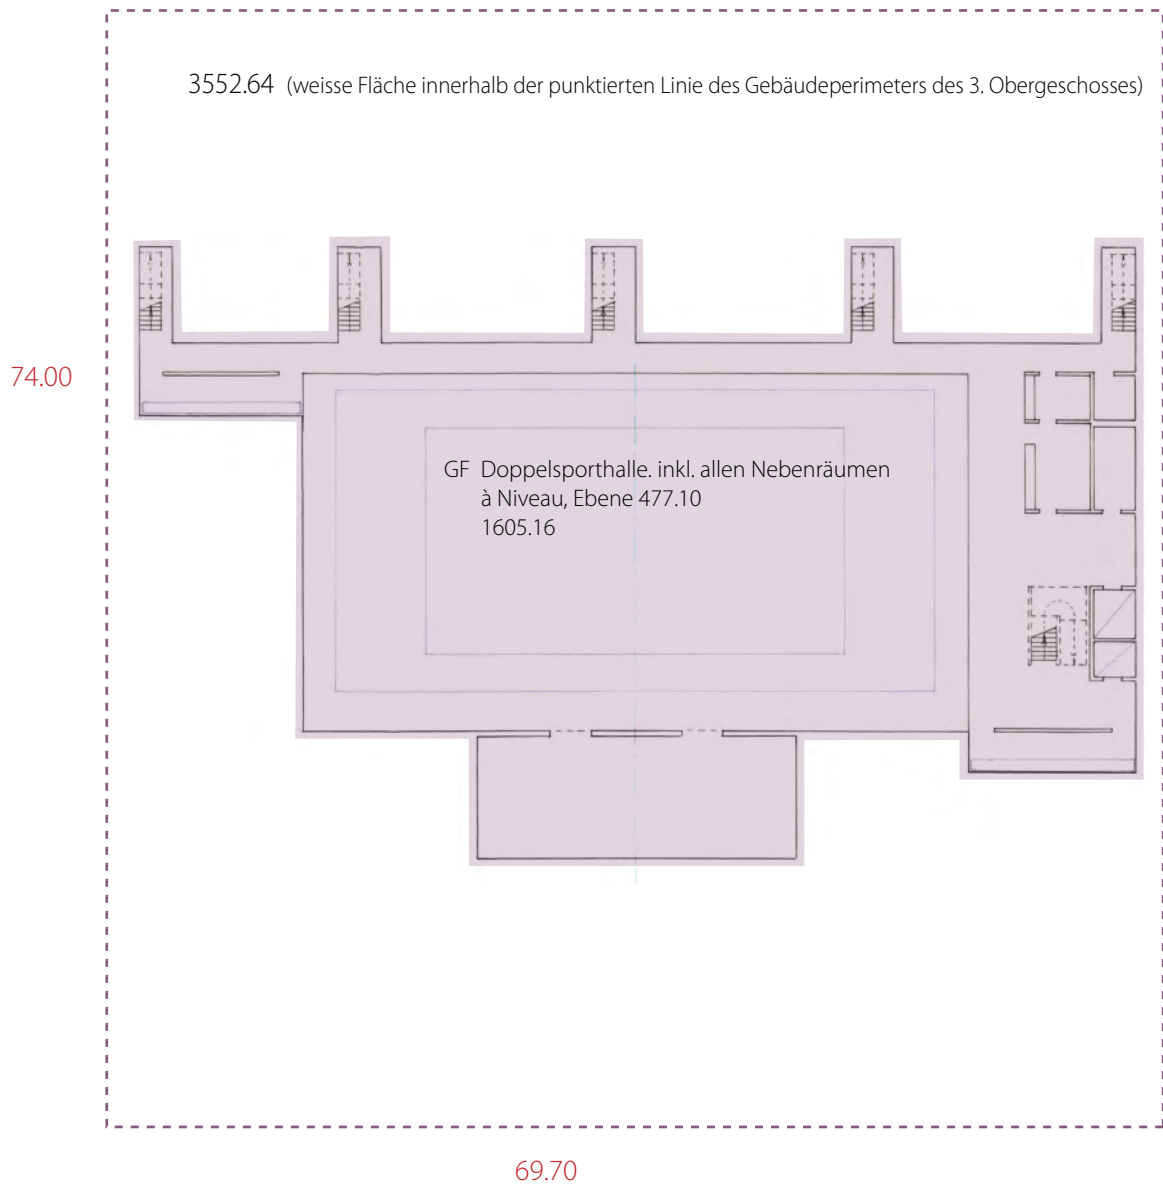 3552.64 (weisse Fläche innerhalb der punktierten Linie des Gebäudeperimeters des 3. Obergeschosses)
74.00
GF Doppelsporthalle. inkl. allen Nebenräumen
à Niveau, Ebene 477.10
1605.16
69.70